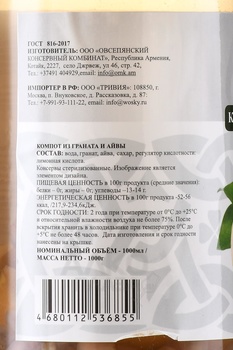 ГОСТ 816-2017
ИЗГОТОВИТЕЛЬ: ООО «ОВСЕПЯНСКИЙ
КОНСЕРВНЫЙ КОМБИНАТ», Республика Армения,
Котайк, 2227, село Джрвеж, ул 46, стр. 42,
тел.: +37491 404929,email: info@omk.am
ИМПОРТЕР В РФ: ООО "ТРИВИЯ" 108850, г.
Москва, п. Внуковское, д. Рассказовка, д. 87;
тел: +7-991-93-111-22, email: info@wosky.ru
КОМПОТ ИЗ ГРАНАТА И АЙВЫ
СОСТАВ: вода, гранат, айва, сахар, регулятор кислотности
лимонная кислота.
Консервы стерилизованные. Изображение является
элементом дизайна.
ПИЩЕВАЯ ЦЕННОСТЬ в 100г продукта (средние значения):
белки – 0г, жиры – 0г, углеводы –13-14 г.
ЭНЕРГЕТИЧЕСКАЯ ЦЕННОСТЬ в 100г продукта -52-56
/217,9-234,6кДж.
СРОК ГОДНОСТИ: 2 года при температуре от 0°С до +25°С
и относительной влажности воздуха не более 75%. После
вскрытия хранить в холодильнике при температуре от 0°С до
+5°С не более 48 часов. Дата изготовления и срок годности
нанесены на крышке.
НОМИНАЛЬНЫЙ ОБЪЁМ - 1000мл
МАССА НЕТТО - 1000г
4 680112 536855